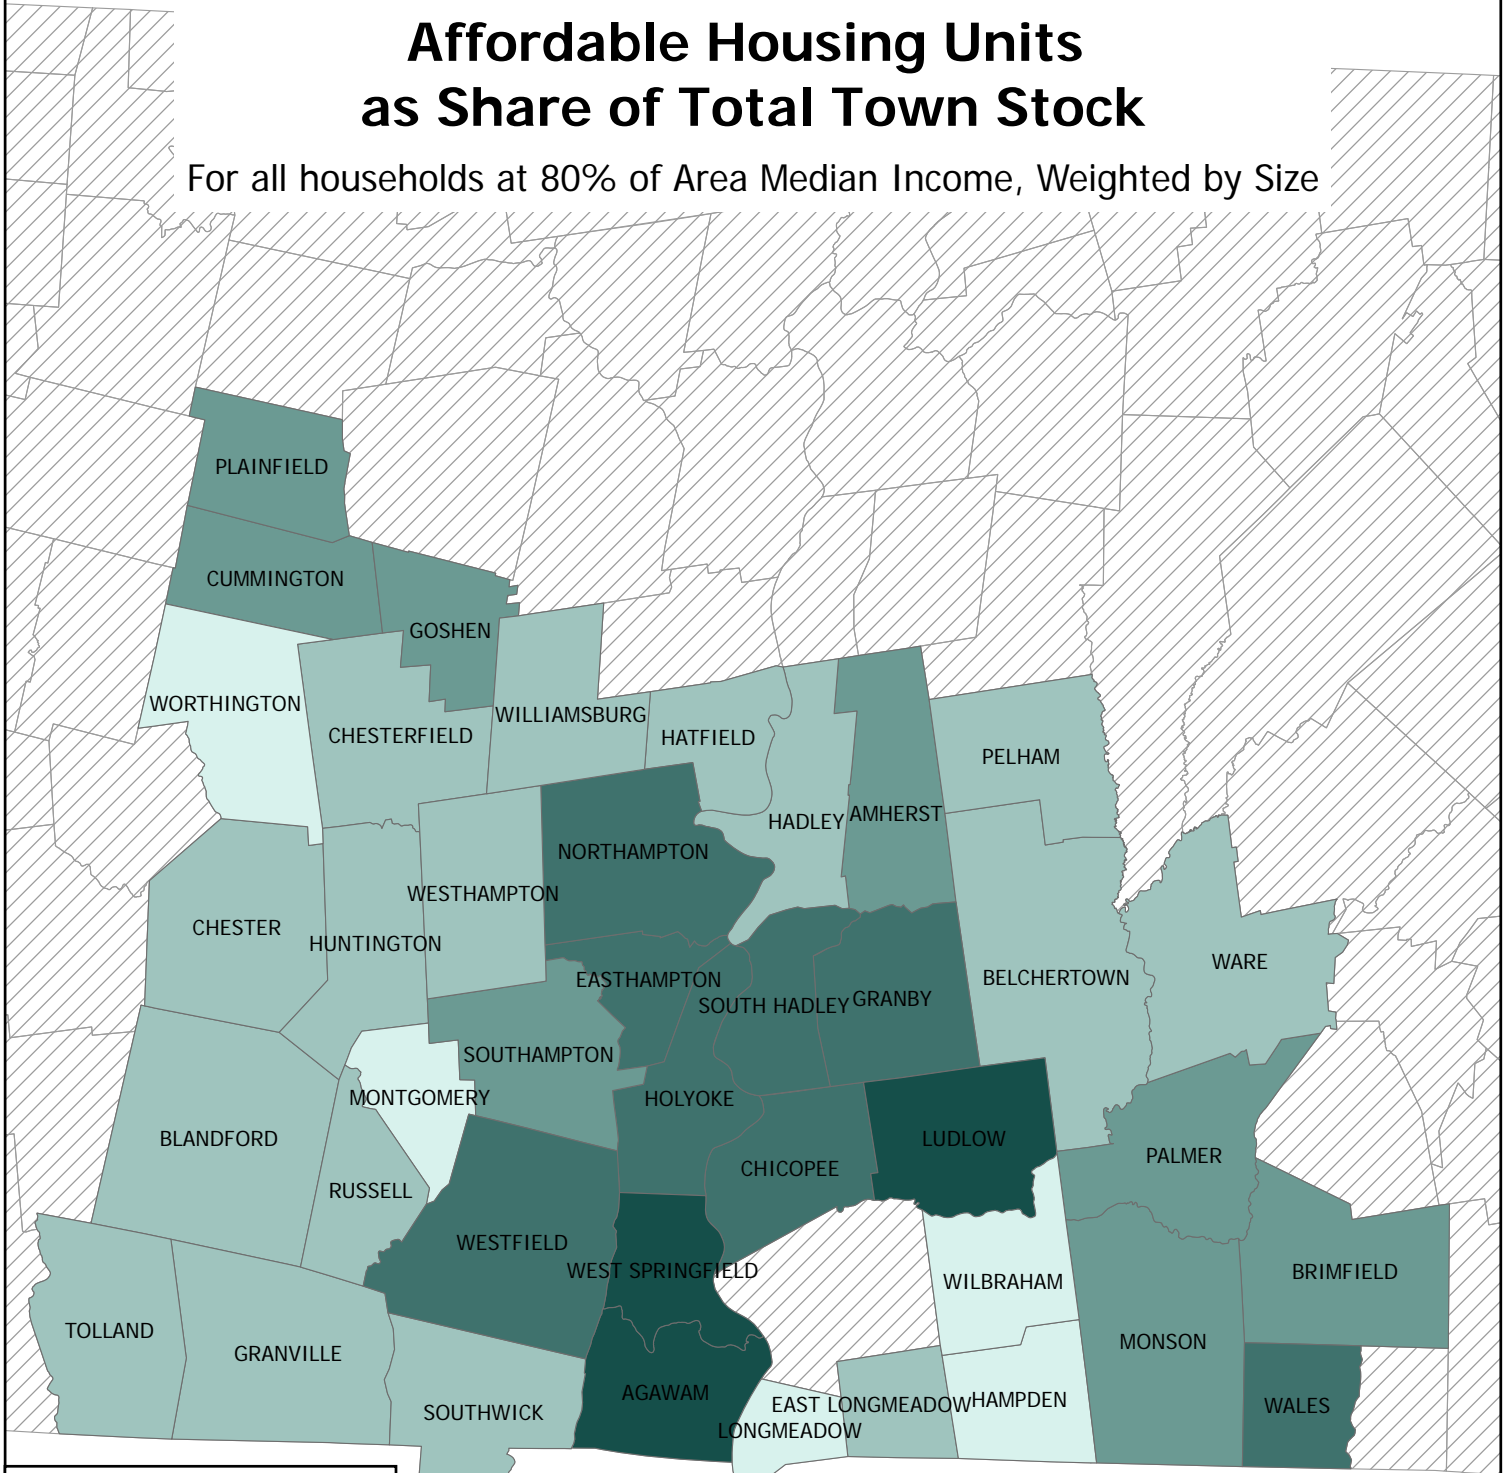 Affordable Housing Units
as Share of Total Town Stock
For all households at 80% of Area Median Income, Weighted by Size
PLAINFIELD
CUMMINGTON
GOSHEN
WORTHINGTON
CHESTERFIELD
WILLIAMSBURG
HATFIELD
PELHAM
HADLEY
AMHERST
NORTHAMPTON
WESTHAMPTON
CHESTER
HUNTINGTON
EASTHAMPTON
SOUTH HADLEY
GRANBY
BELCHERTOWN
WARE
SOUTHAMPTON
MONTGOMERY
HOLYOKE
BLANDFORD
LUDLOW
PALMER
CHICOPEE
RUSSELL
WESTFIELD
WEST SPRINGFIELD
WILBRAHAM
BRIMFIELD
TOLLAND
GRANVILLE
MONSON
AGAWAM
SOUTHWICK
EAST LONGMEADOW
HAMPDEN
WALES
LONGMEADOW